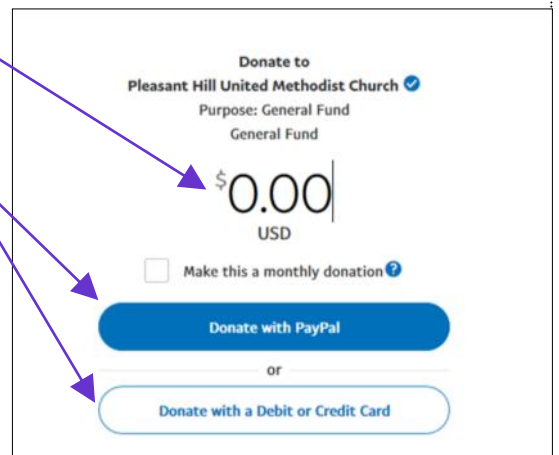 Donate to
Pleasant Hill United Methodist Church
Purpose: General Fund
General Fund
$0.00
USD
Make this a monthly donation ?
Donate with PayPal
or
Donate with a Debit or Credit Card